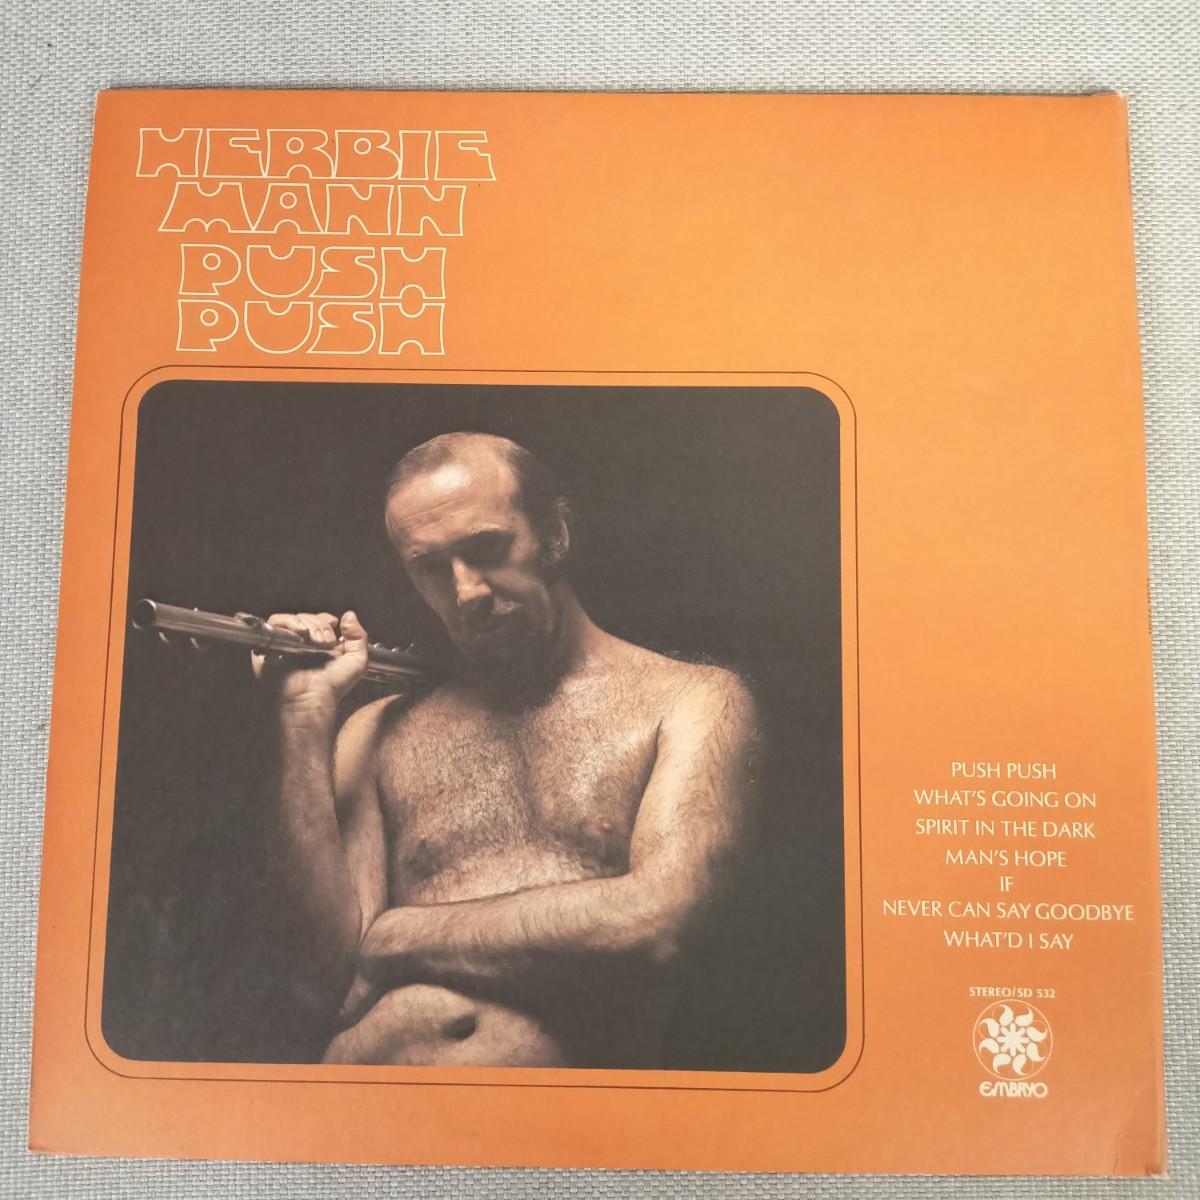 HERBIE
MANN
PUSH
PUSH
PUSH PUSH
WHAT'S GOING ON
SPIRIT IN THE DARK
MAN'S HOPE
IF
NEVER CAN SAY GOODBYE
WHAT'D I SAY
STEREO/SD 532
EMBRYO